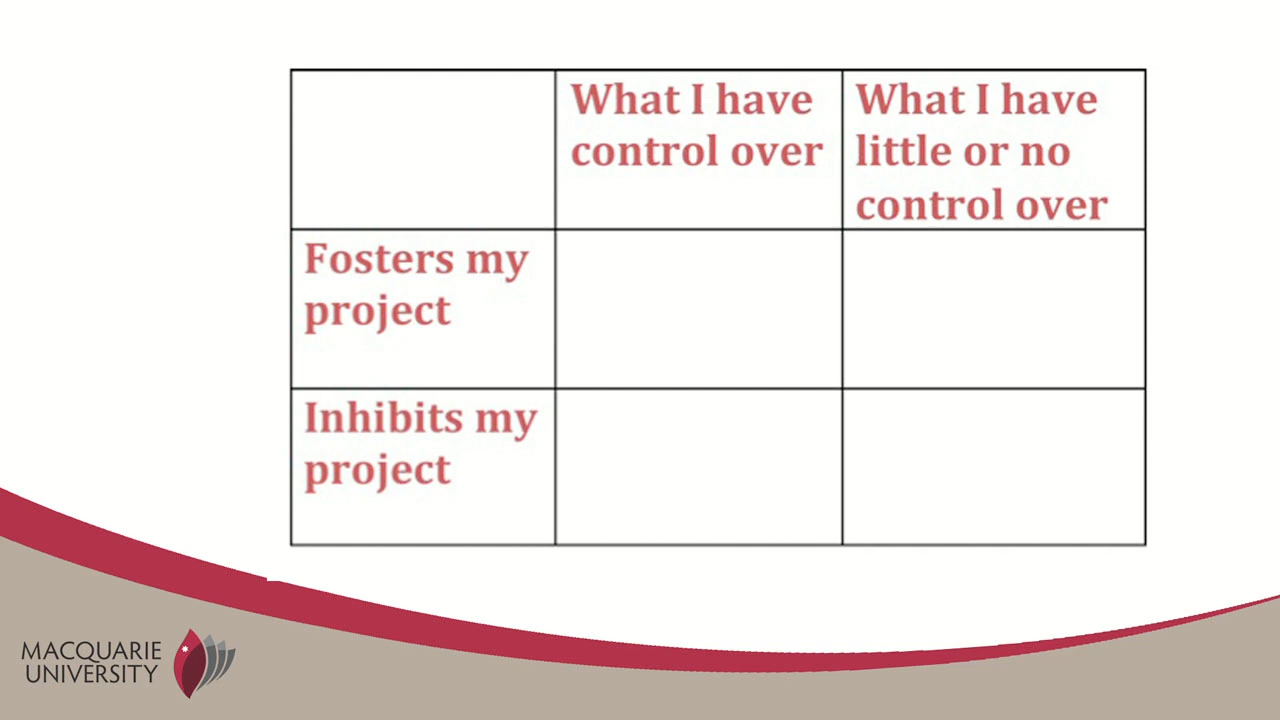 What I have
control over
What I have
little or no
control over
Fosters my
project
Inhibits my
project
MACQUARIE
UNIVERSITY